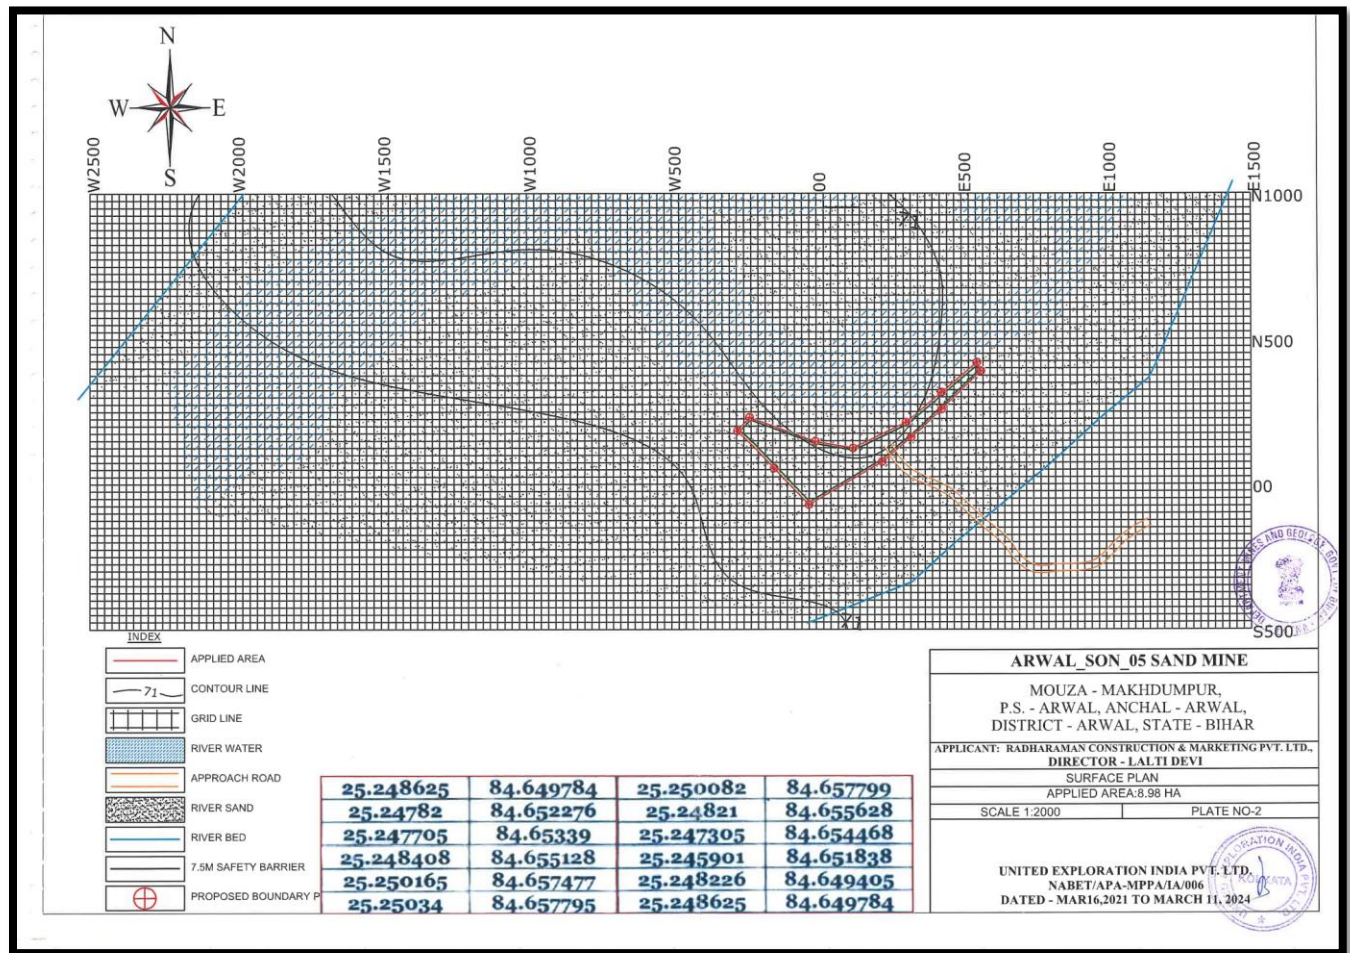 N
W E
S
W2500
W2000
W1500
W1000
W500
00
E500
E1000
E1500
N1000
N500
00
S500
71
INDEX
APPLIED AREA
71 CONTOUR LINE
GRID LINE
RIVER WATER
APPROACH ROAD
RIVER SAND
RIVER BED
7.5M SAFETY BARRIER
PROPOSED BOUNDARY P
25.248625 84.649784 25.250082 84.657799
25.24782 84.652276 25.24821 84.655628
25.247705 84.65339 25.247305 84.654468
25.248408 84.655128 25.245901 84.651838
25.250165 84.657477 25.248226 84.649405
25.25034 84.657795 25.248625 84.649784
ARWAL_SON_05 SAND MINE
MOUZA - MAKHDUMPUR,
P.S. - ARWAL, ANCHAL - ARWAL,
DISTRICT - ARWAL, STATE - BIHAR
APPLICANT: RADHARAMAN CONSTRUCTION & MARKETING PVT. LTD.,
DIRECTOR - LALTI DEVI
SURFACE PLAN
APPLIED AREA:8.98 HA
SCALE 1:2000 PLATE NO-2
UNITED EXPLORATION INDIA PVT. LTD.
NABET/APA-MPPA/IA/006
DATED - MAR16,2021 TO MARCH 11, 2024
KOLKATA